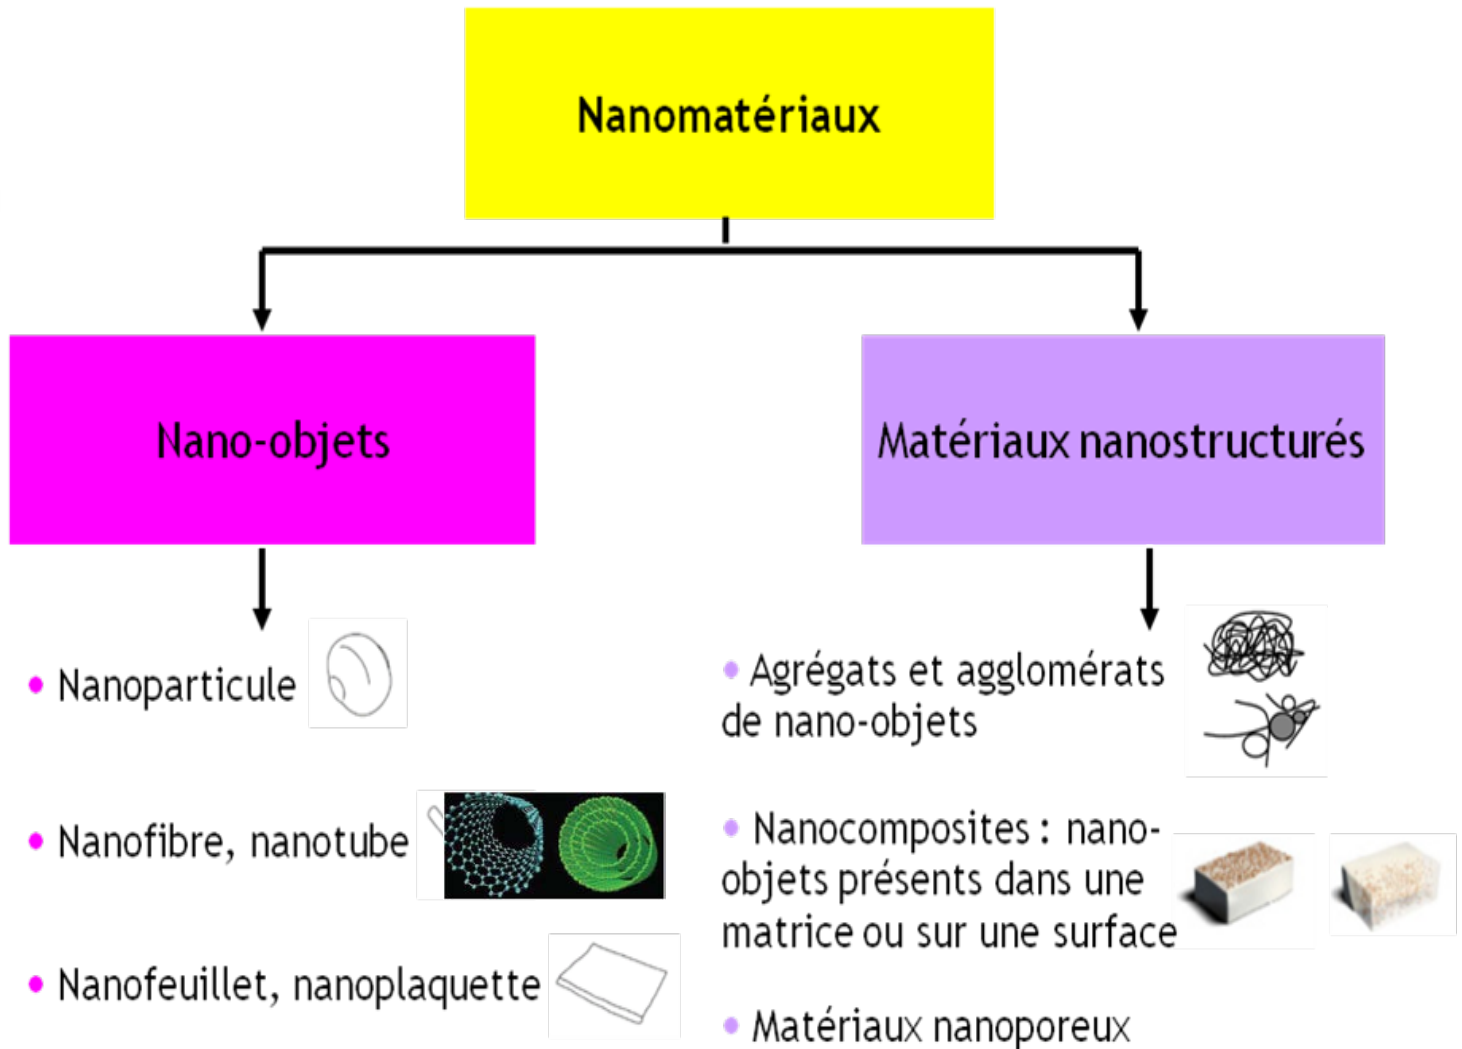 Nanomatériaux
Nano-objets
Matériaux nanostructurés
• Nanoparticule
• Nanofibre, nanotube
• Nanofeuillet, nanoplaquette
• Agrégats et agglomérats
de nano-objets
• Nanocomposites : nano-
objets présents dans une
matrice ou sur une surface
• Matériaux nanoporeux